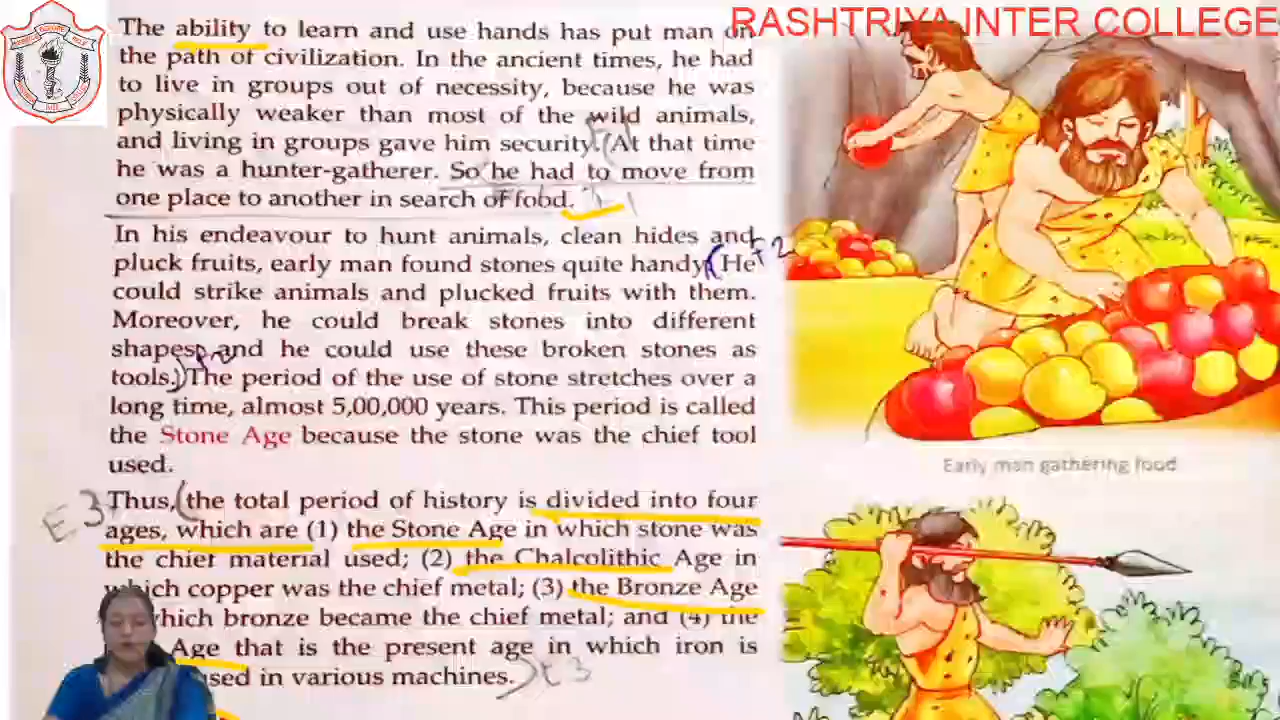 RASHTRIYA INTER COLLEGE
The ability to learn and use hands has put man on
the path of civilization. In the ancient times, he had
to live in groups out of necessity, because he was
physically weaker than most of the wild animals,
and living in groups gave him security. (At that time
he was a hunter-gatherer. So he had to move from
one place to another in search of food.
In his endeavour to hunt animals, clean hides and
pluck fruits, early man found stones quite handy. (He
F2
could strike animals and plucked fruits with them.
Moreover, he could break stones into different
shapes, and he could use these broken stones as
tools.) The period of the use of stone stretches over a
long time, almost 5,00,000 years. This period is called
the Stone Age because the stone was the chief tool
used.
E 3
Thus, (the total period of history is divided into four
ages, which are (1) the Stone Age in which stone was
the chief material used; (2) the Chalcolithic Age in
which copper was the chief metal; (3) the Bronze Age
which bronze became the chief metal; and (4) the
Age that is the present age in which iron is
used in various machines.)
Early man gathering food